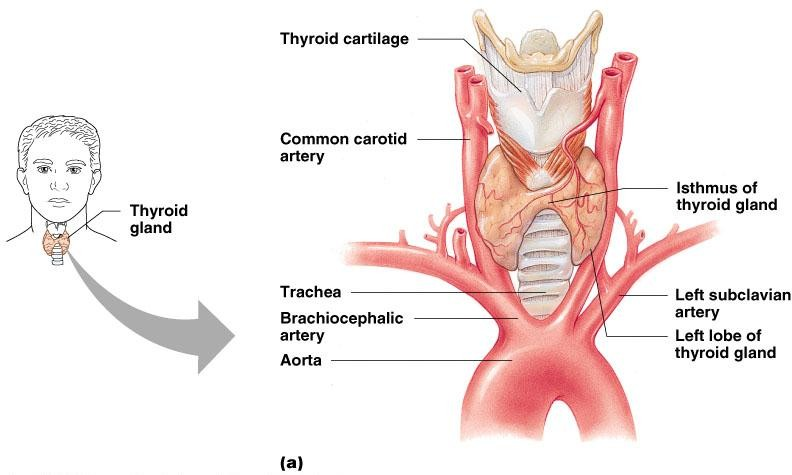 Thyroid cartilage
Common carotid
artery
Thyroid
gland
Isthmus of
thyroid gland
Trachea
Brachiocephalic
artery
Aorta
Left subclavian
artery
Left lobe of
thyroid gland
(a)